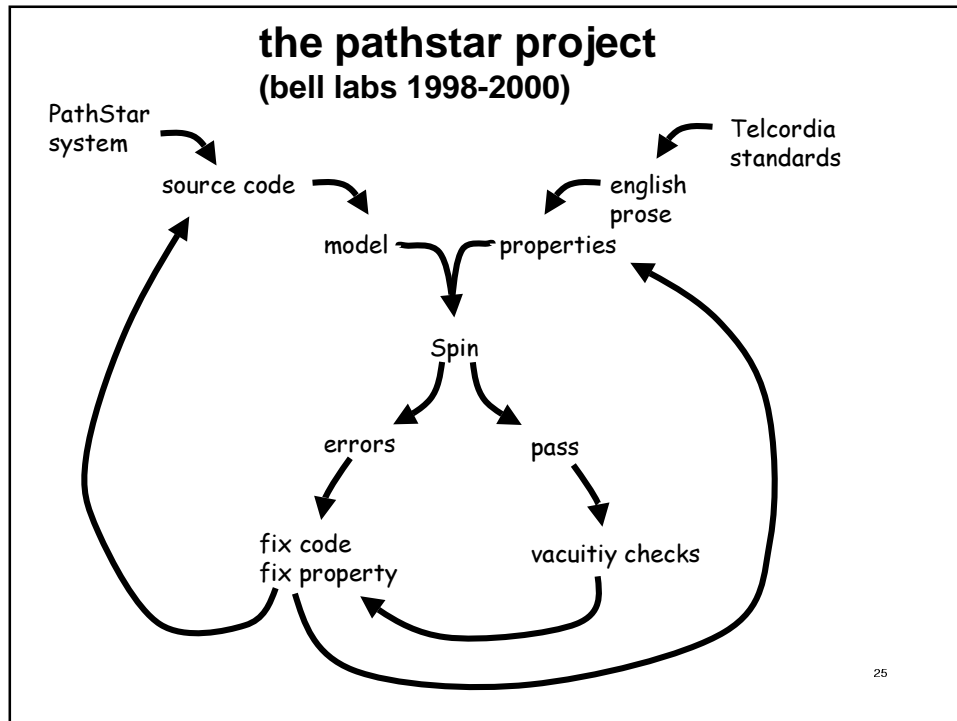 the pathstar project
(bell labs 1998-2000)
PathStar
system
Telcordia
standards
source code
english
prose
model
properties
Spin
errors
pass
fix code
fix property
vacuitiy checks
25